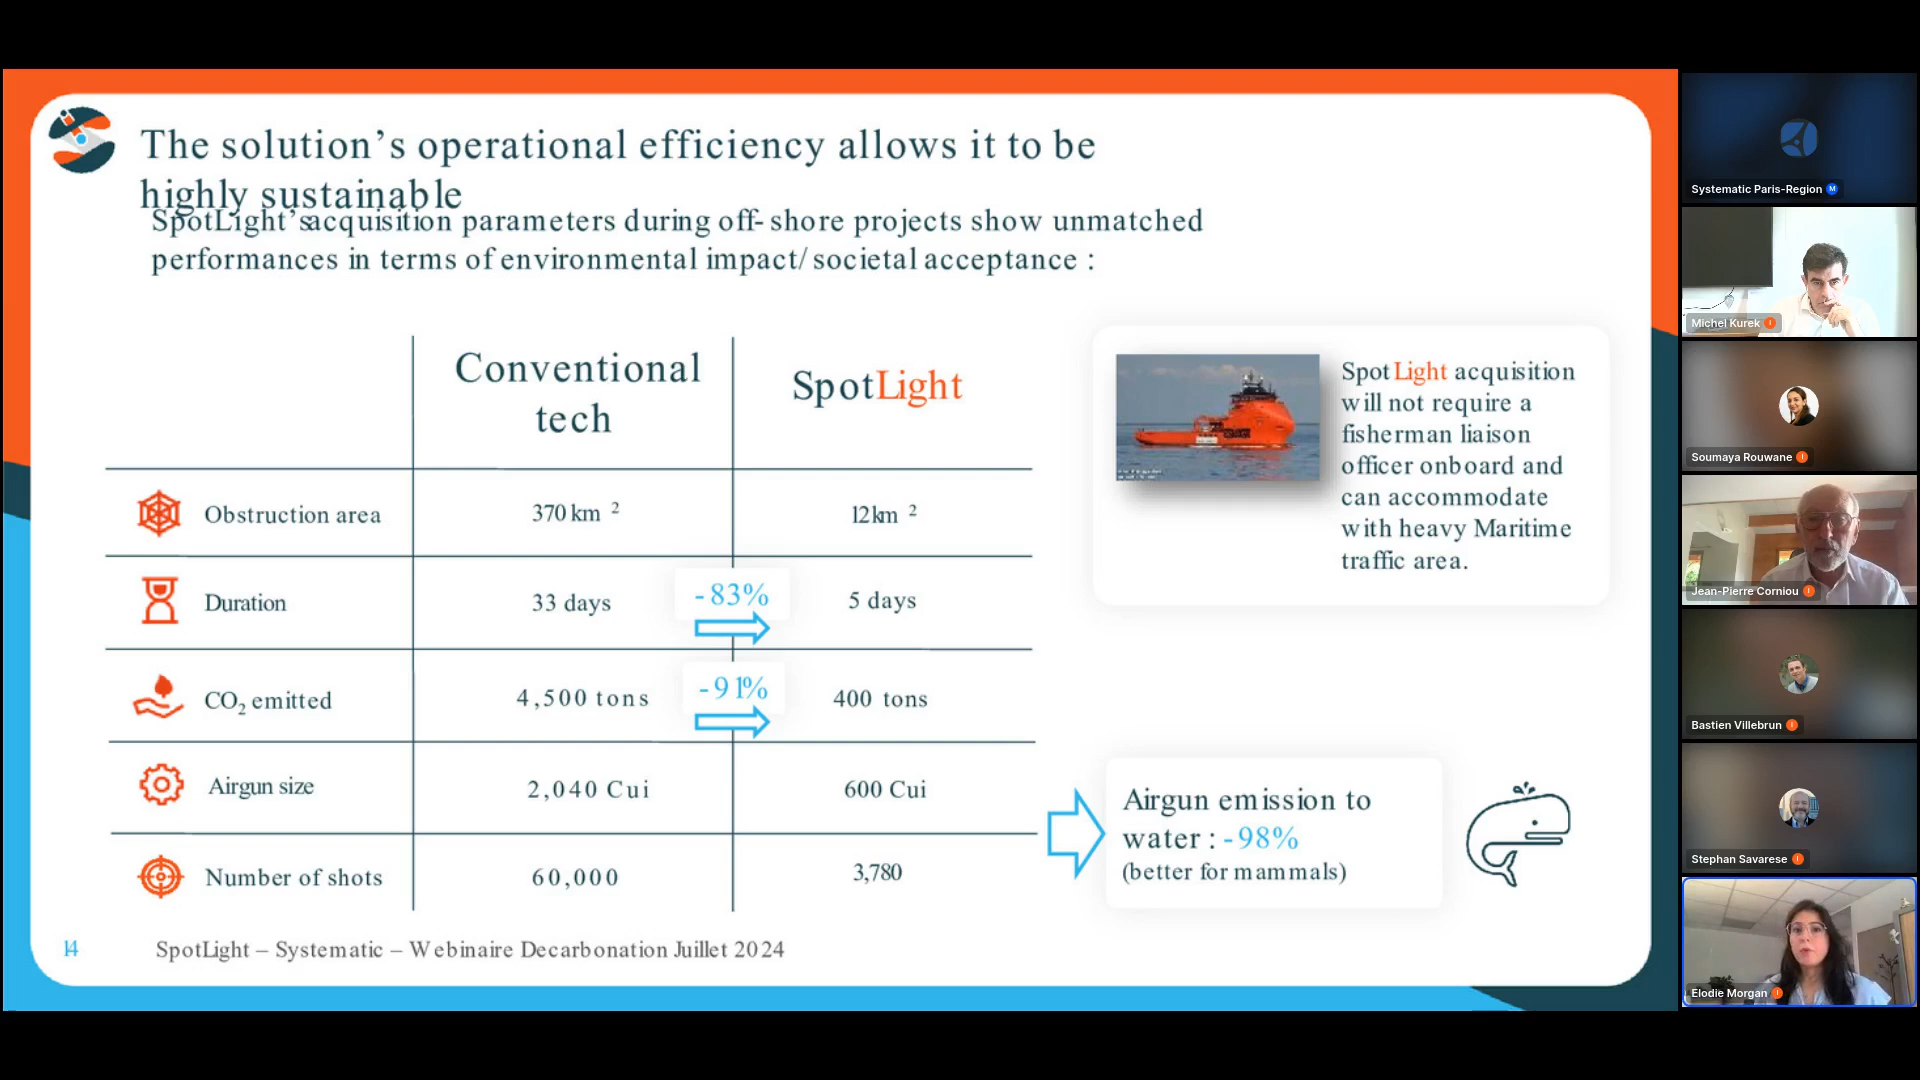 The solution’s operational efficiency allows it to be
highly sustainable
SpotLight’s acquisition parameters during off-shore projects show unmatched
performances in terms of environmental impact/societal acceptance :
Conventional
tech
SpotLight
Obstruction area
370 km ²
12km ²
Duration
33 days
-83%
5 days
CO₂ emitted
4,500 tons
-91%
400 tons
Airgun size
2,040 Cui
600 Cui
Number of shots
60,000
3,780
SpotLight acquisition
will not require a
fisherman liaison
officer onboard and
can accommodate
with heavy Maritime
traffic area.
Airgun emission to
water : -98%
(better for mammals)
14
SpotLight – Systematic – Webinaire Decarbonation Juillet 2024
Systematic Paris-Region M
Michel Kurek
Soumaya Rouwane
Jean-Pierre Corniou
Bastien Villebrun
Stephan Savarese
Elodie Morgan